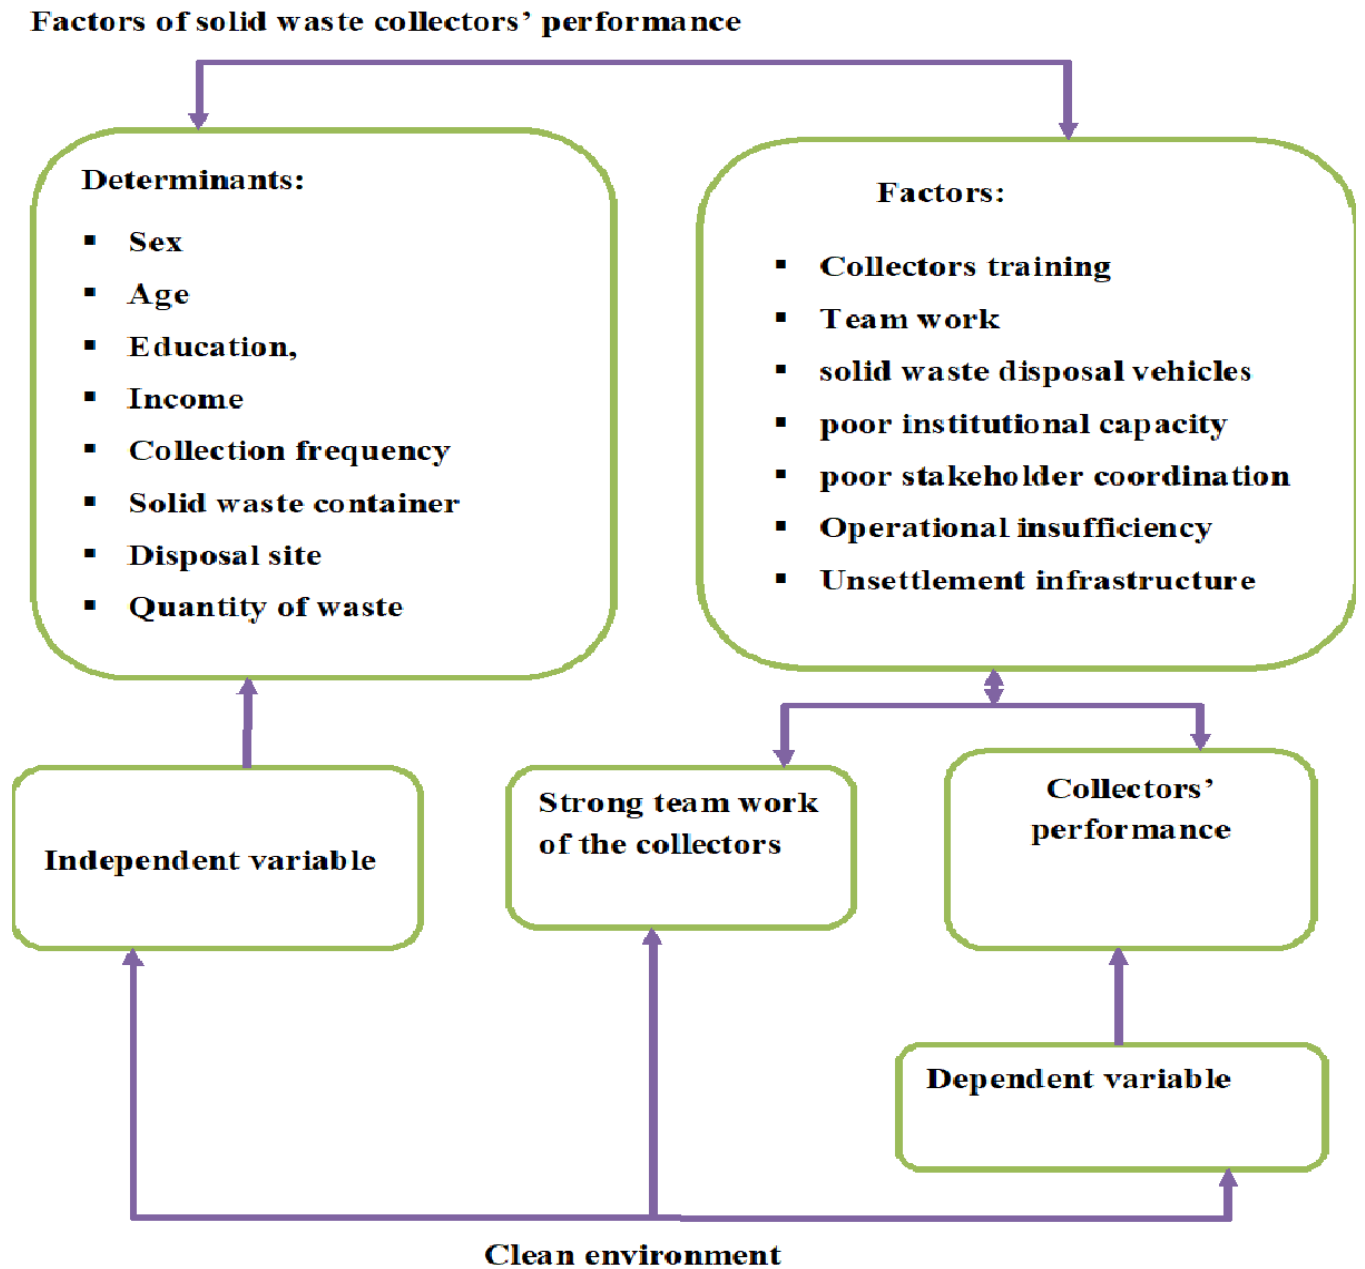 Factors of solid waste collectors’ performance
Determinants:
▪ Sex
▪ Age
▪ Education,
▪ Income
▪ Collection frequency
▪ Solid waste container
▪ Disposal site
▪ Quantity of waste
Factors:
▪ Collectors training
▪ Team work
▪ solid waste disposal vehicles
▪ poor institutional capacity
▪ poor stakeholder coordination
▪ Operational insufficiency
▪ Unsettlement infrastructure
Independent variable
Strong team work
of the collectors
Collectors’
performance
Dependent variable
Clean environment